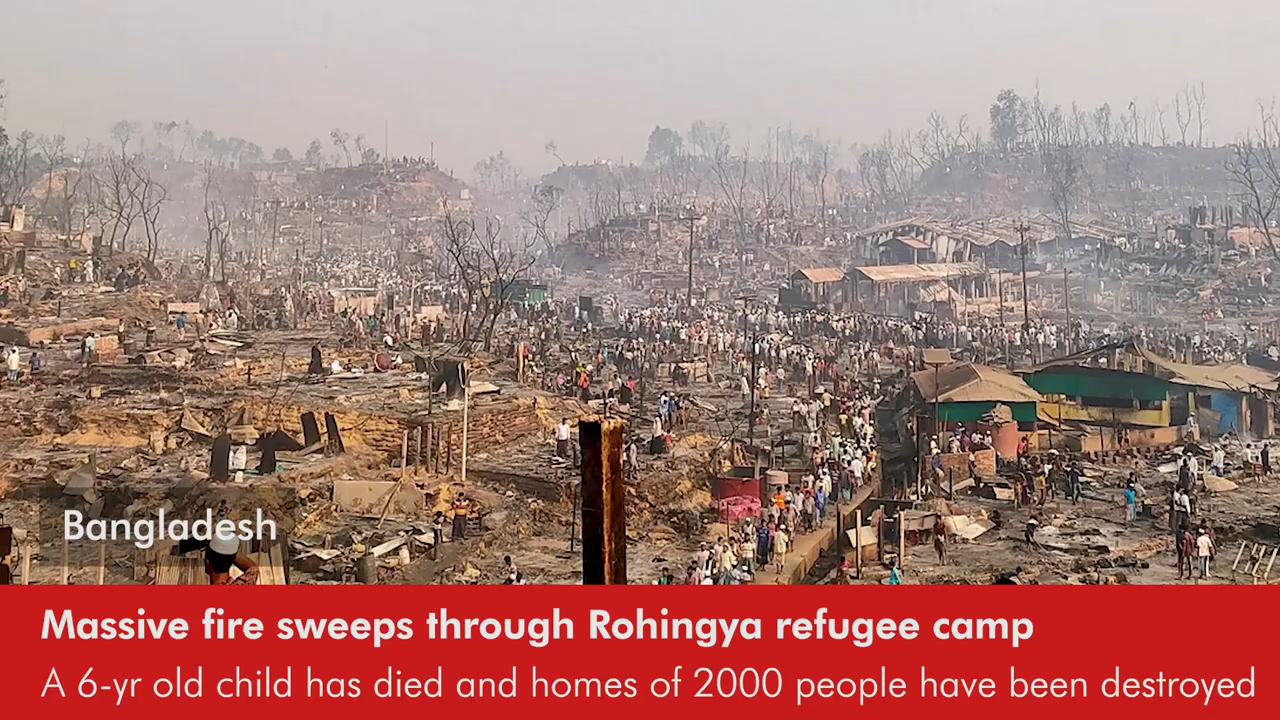 Bangladesh
Massive fire sweeps through Rohingya refugee camp
A 6-yr old child has died and homes of 2000 people have been destroyed